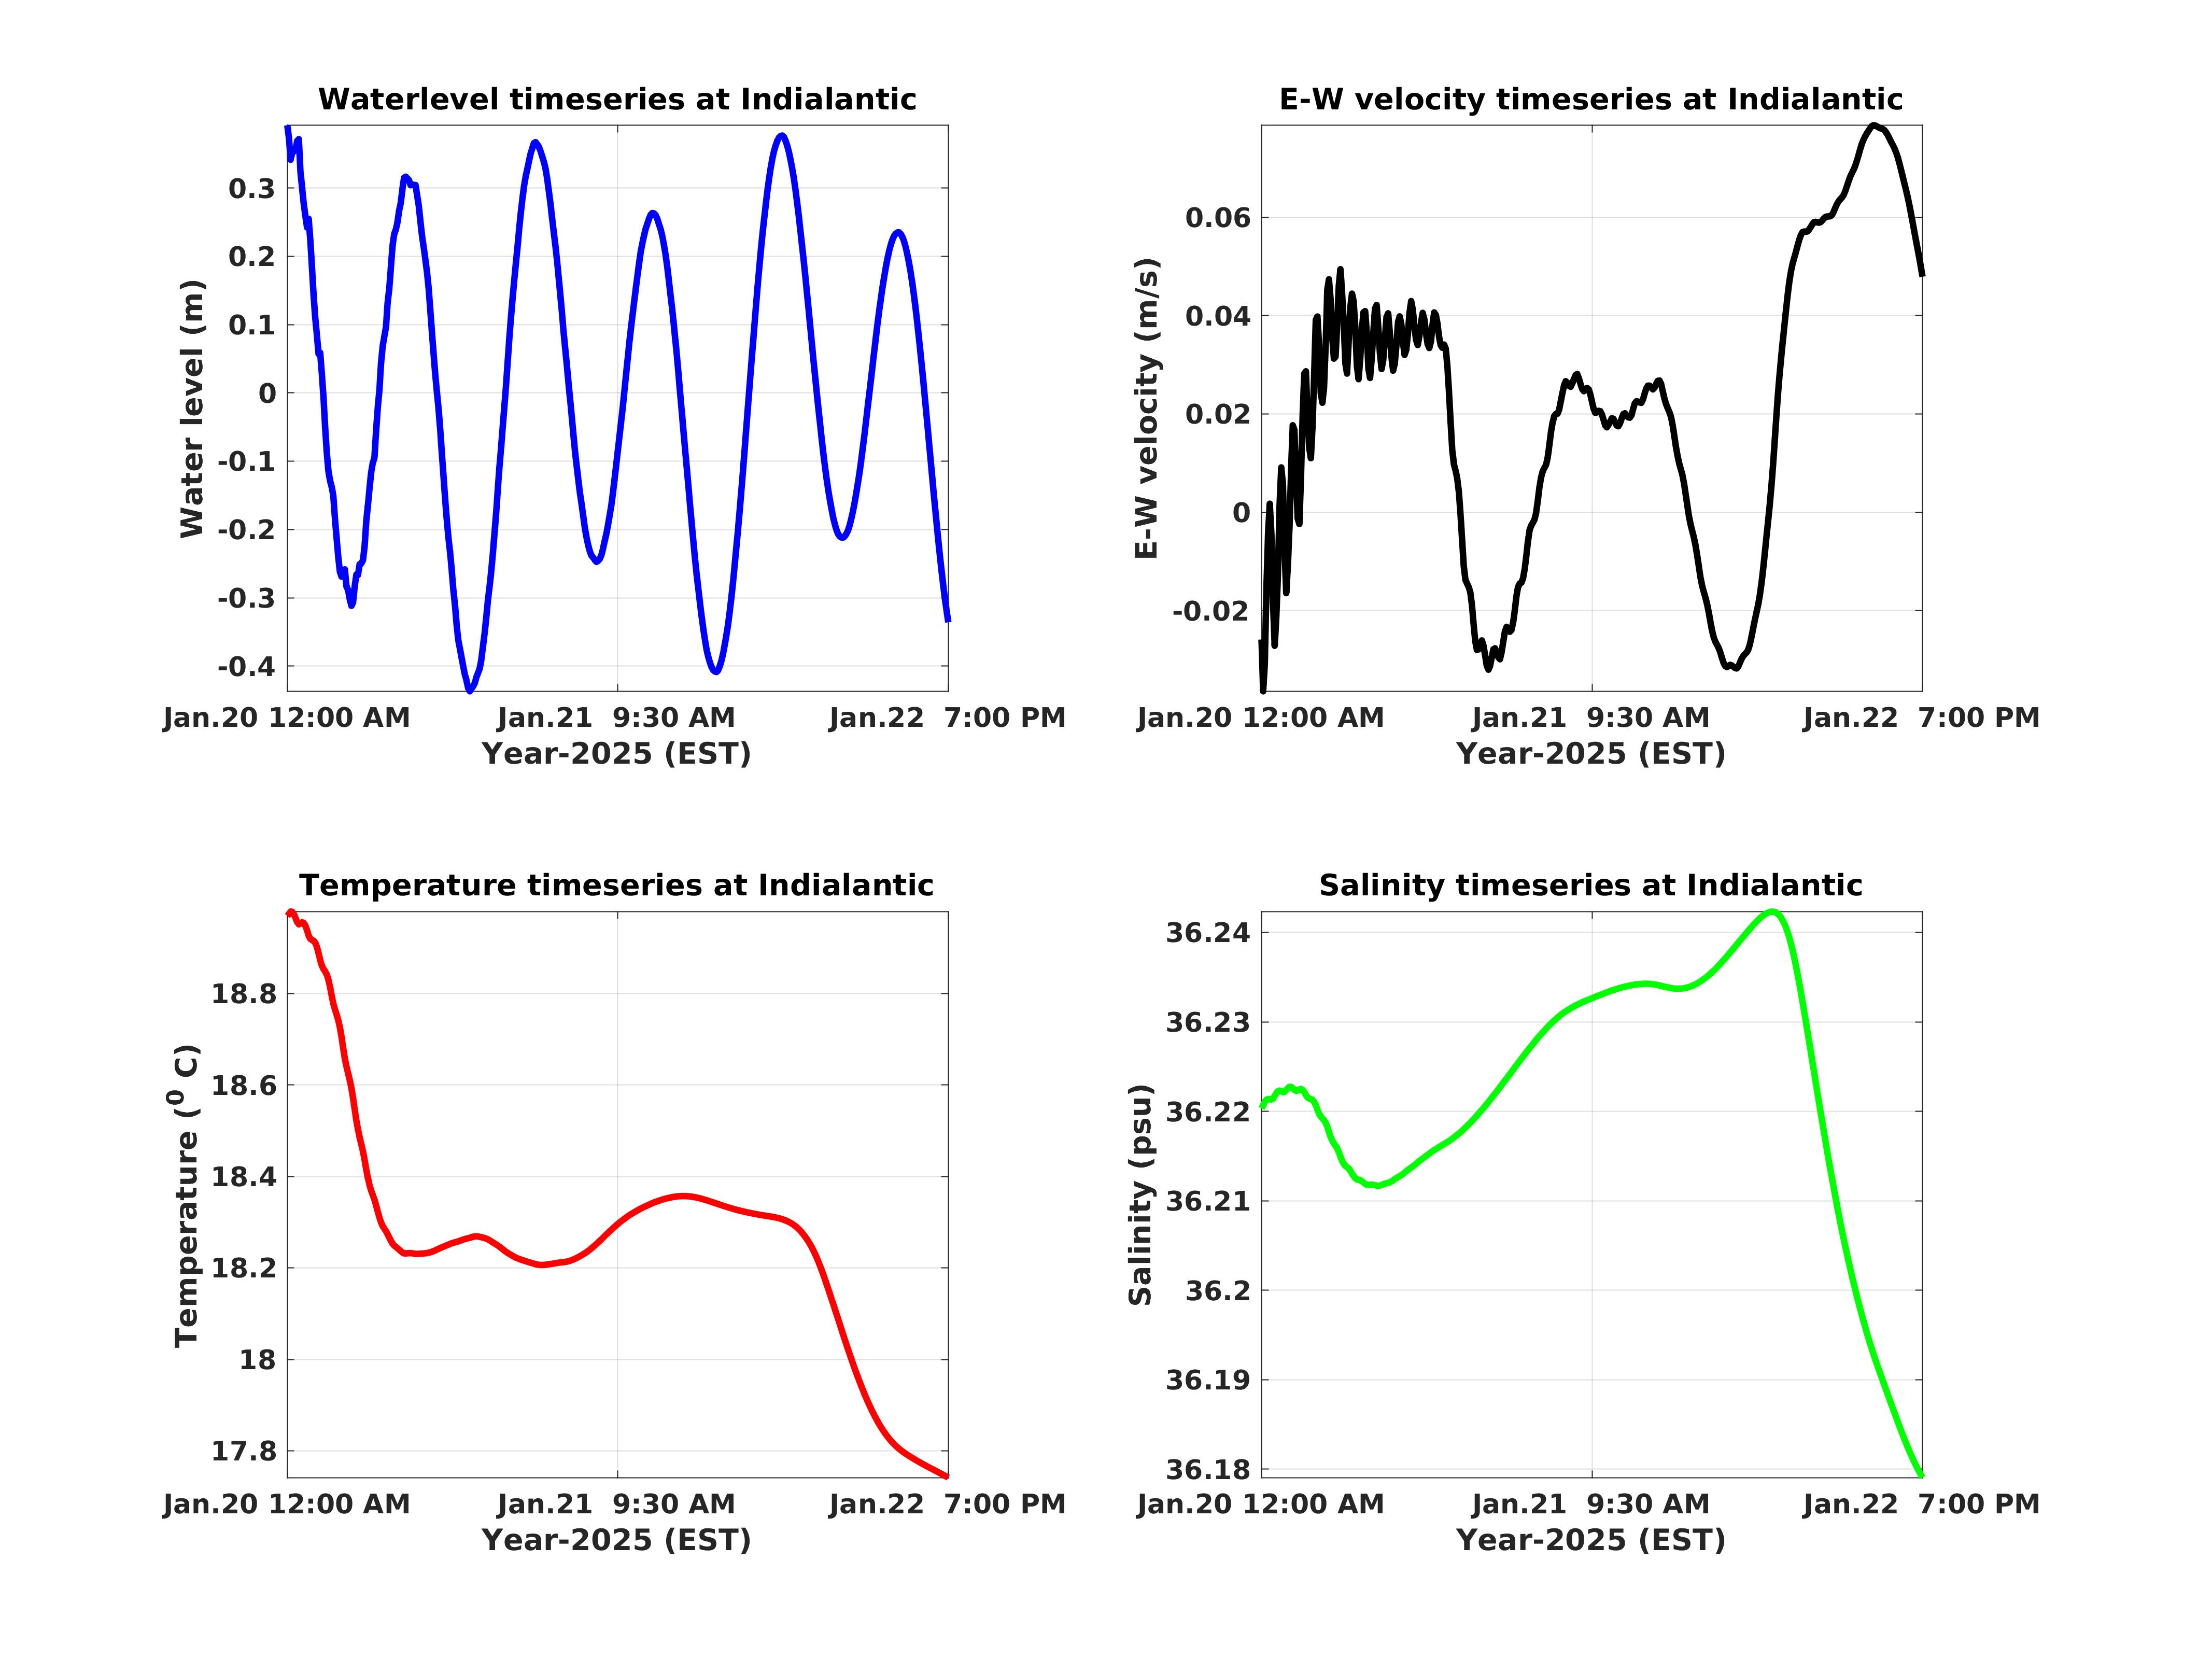 Waterlevel timeseries at Indialantic
Water level (m)
0.3
0.2
0.1
0
-0.1
-0.2
-0.3
-0.4
Jan.20 12:00 AM
Jan.21  9:30 AM
Jan.22  7:00 PM
Year-2025 (EST)
E-W velocity timeseries at Indialantic
E-W velocity (m/s)
0.06
0.04
0.02
0
-0.02
Jan.20 12:00 AM
Jan.21  9:30 AM
Jan.22  7:00 PM
Year-2025 (EST)
Temperature timeseries at Indialantic
Temperature (⁰ C)
18.8
18.6
18.4
18.2
18
17.8
Jan.20 12:00 AM
Jan.21  9:30 AM
Jan.22  7:00 PM
Year-2025 (EST)
Salinity timeseries at Indialantic
Salinity (psu)
36.24
36.23
36.22
36.21
36.2
36.19
36.18
Jan.20 12:00 AM
Jan.21  9:30 AM
Jan.22  7:00 PM
Year-2025 (EST)